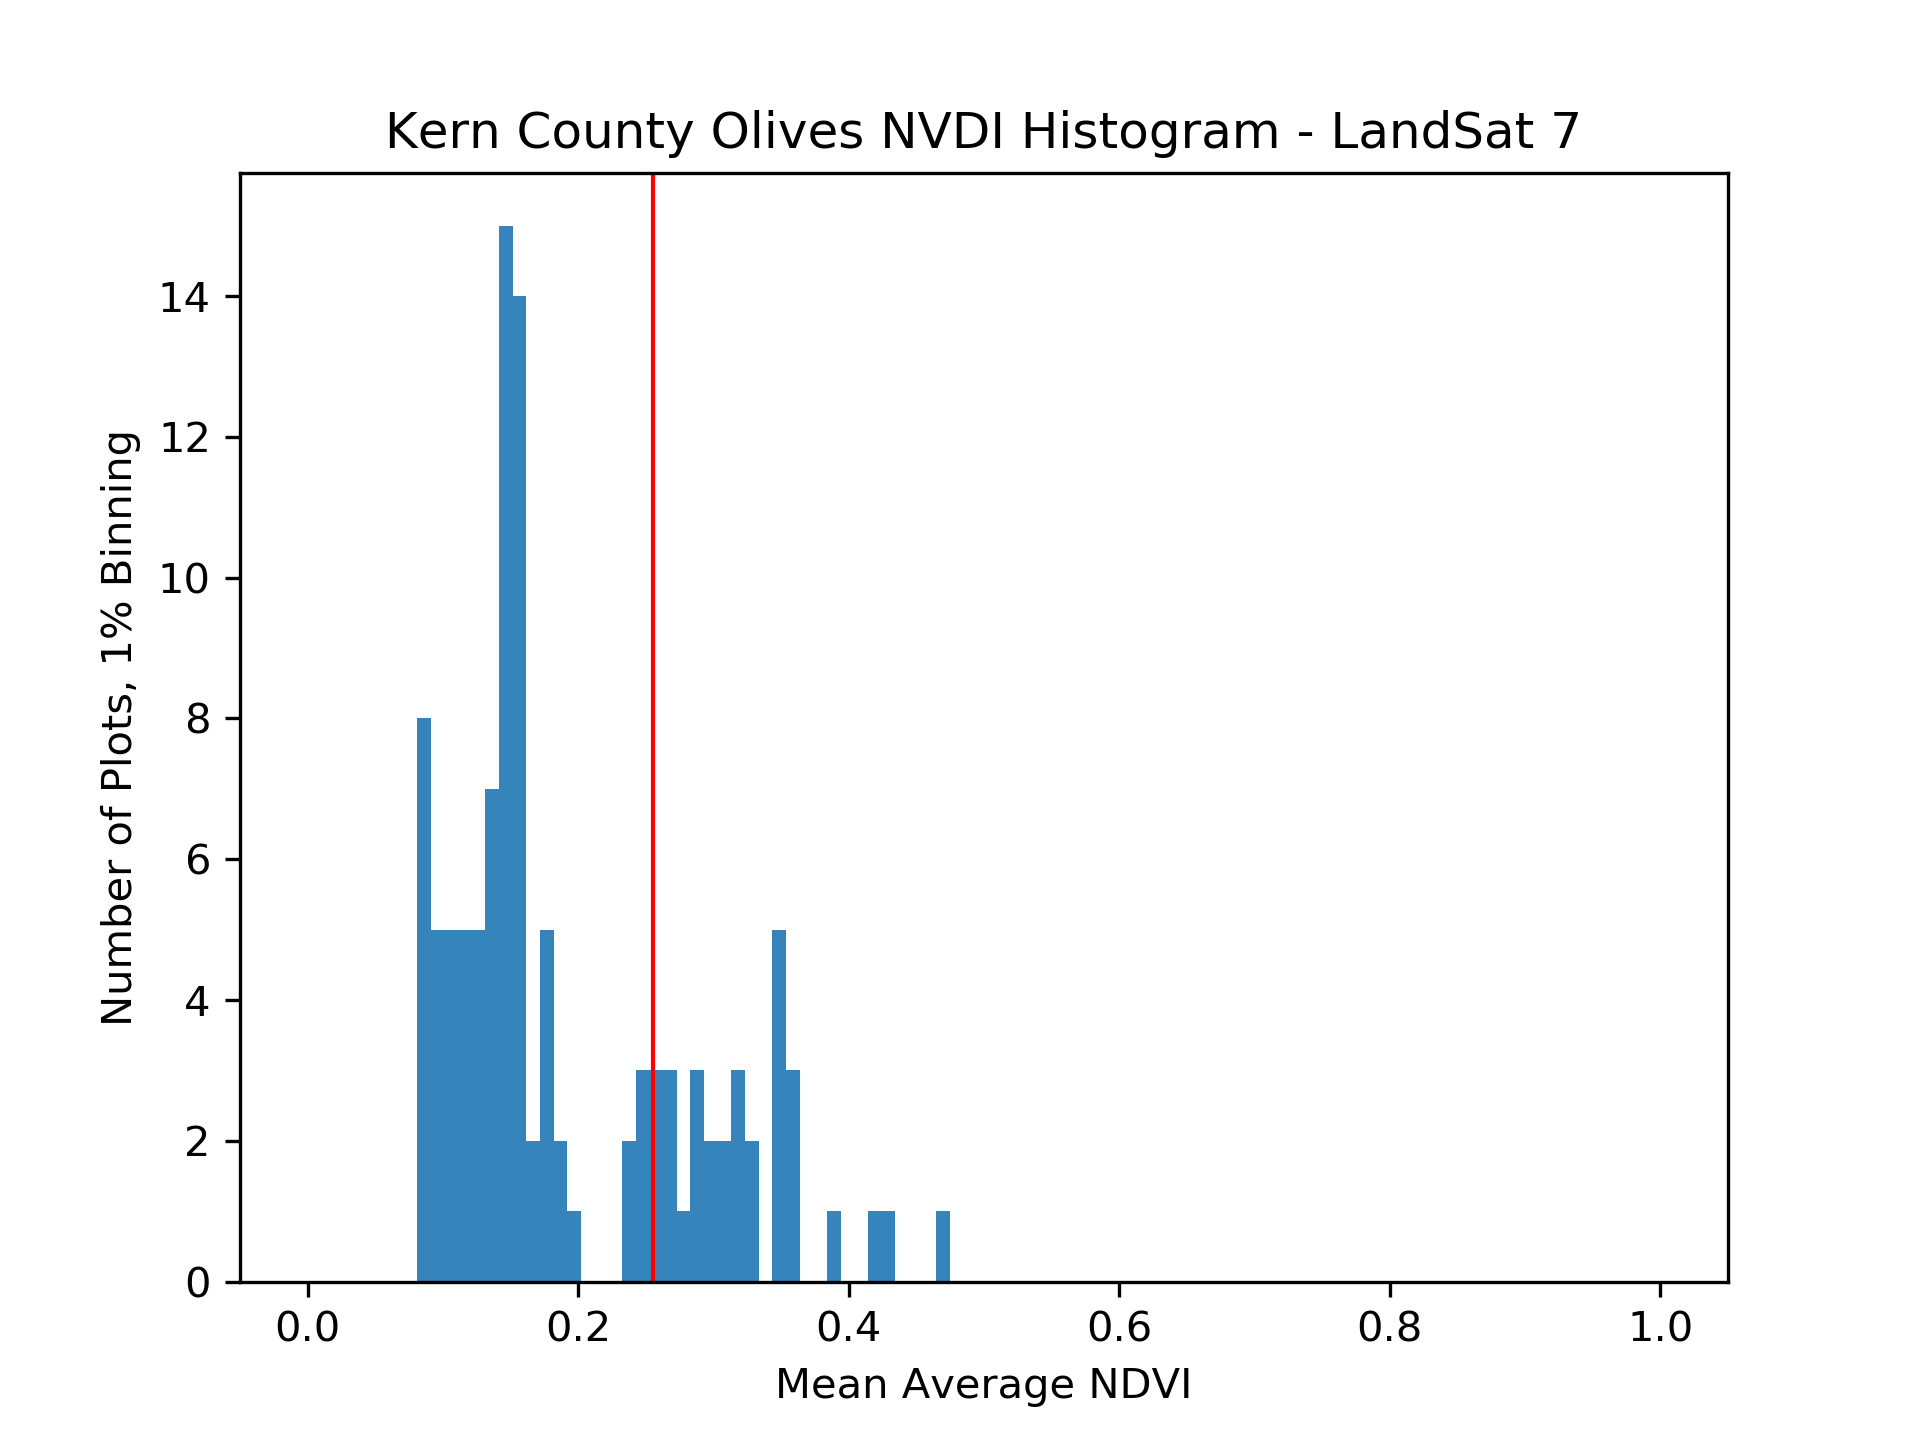 Kern County Olives NVDI Histogram - LandSat 7
14
12
10
8
6
4
2
0
Number of Plots, 1% Binning
0.0 0.2 0.4 0.6 0.8 1.0
Mean Average NDVI